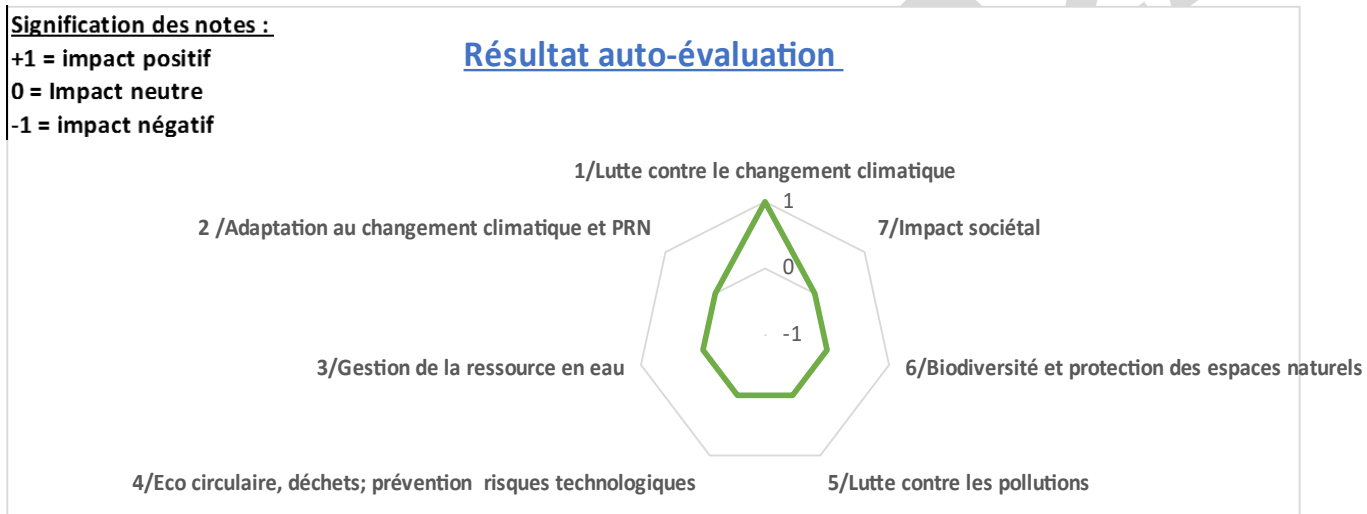 Signification des notes :
+1 = impact positif
0 = Impact neutre
-1 = impact négatif
Résultat auto-évaluation
1/Lutte contre le changement climatique
1
2 /Adaptation au changement climatique et PRN
7/Impact sociétal
0
-1
3/Gestion de la ressource en eau
6/Biodiversité et protection des espaces naturels
4/Eco circulaire, déchets; prévention  risques technologiques
5/Lutte contre les pollutions